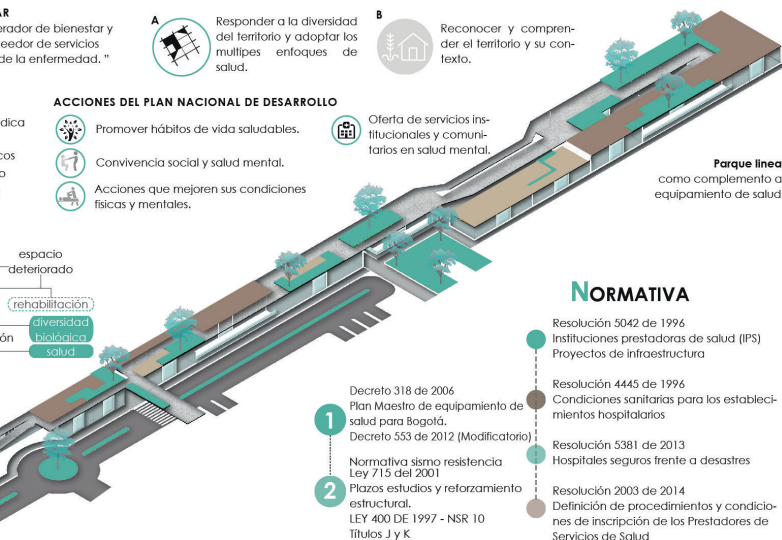 AR
erador de bienestar y
eedor de servicios
de la enfermedad. "
A
Responder a la diversidad
del territorio y adoptar los
multipes enfoques de
salud.
B
Reconocer y compren-
der el territorio y su con-
texto.
dica
cos
o
ACCIONES DEL PLAN NACIONAL DE DESARROLLO
Promover hábitos de vida saludables.
Convivencia social y salud mental.
Acciones que mejoren sus condiciones
físicas y mentales.
Oferta de servicios ins-
titucionales y comuni-
tarios en salud mental.
Parque linea
como complemento a
equipamiento de salud
espacio
deteriorado
rehabilitación
diversidad
biológica
ón
salud
NORMATIVA
Resolución 5042 de 1996
Instituciones prestadoras de salud (IPS)
Proyectos de infraestructura
Resolución 4445 de 1996
Condiciones sanitarias para los estableci-
mientos hospitalarios
Resolución 5381 de 2013
Hospitales seguros frente a desastres
Resolución 2003 de 2014
Definición de procedimientos y condicio-
nes de inscripción de los Prestadores de
Servicios de Salud
1
Decreto 318 de 2006
Plan Maestro de equipamiento de
salud para Bogotá.
Decreto 553 de 2012 (Modificatorio)
2
Normativa sismo resistencia
Ley 715 del 2001
Plazos estudios y reforzamiento
estructural.
LEY 400 DE 1997 - NSR 10
Títulos J y K